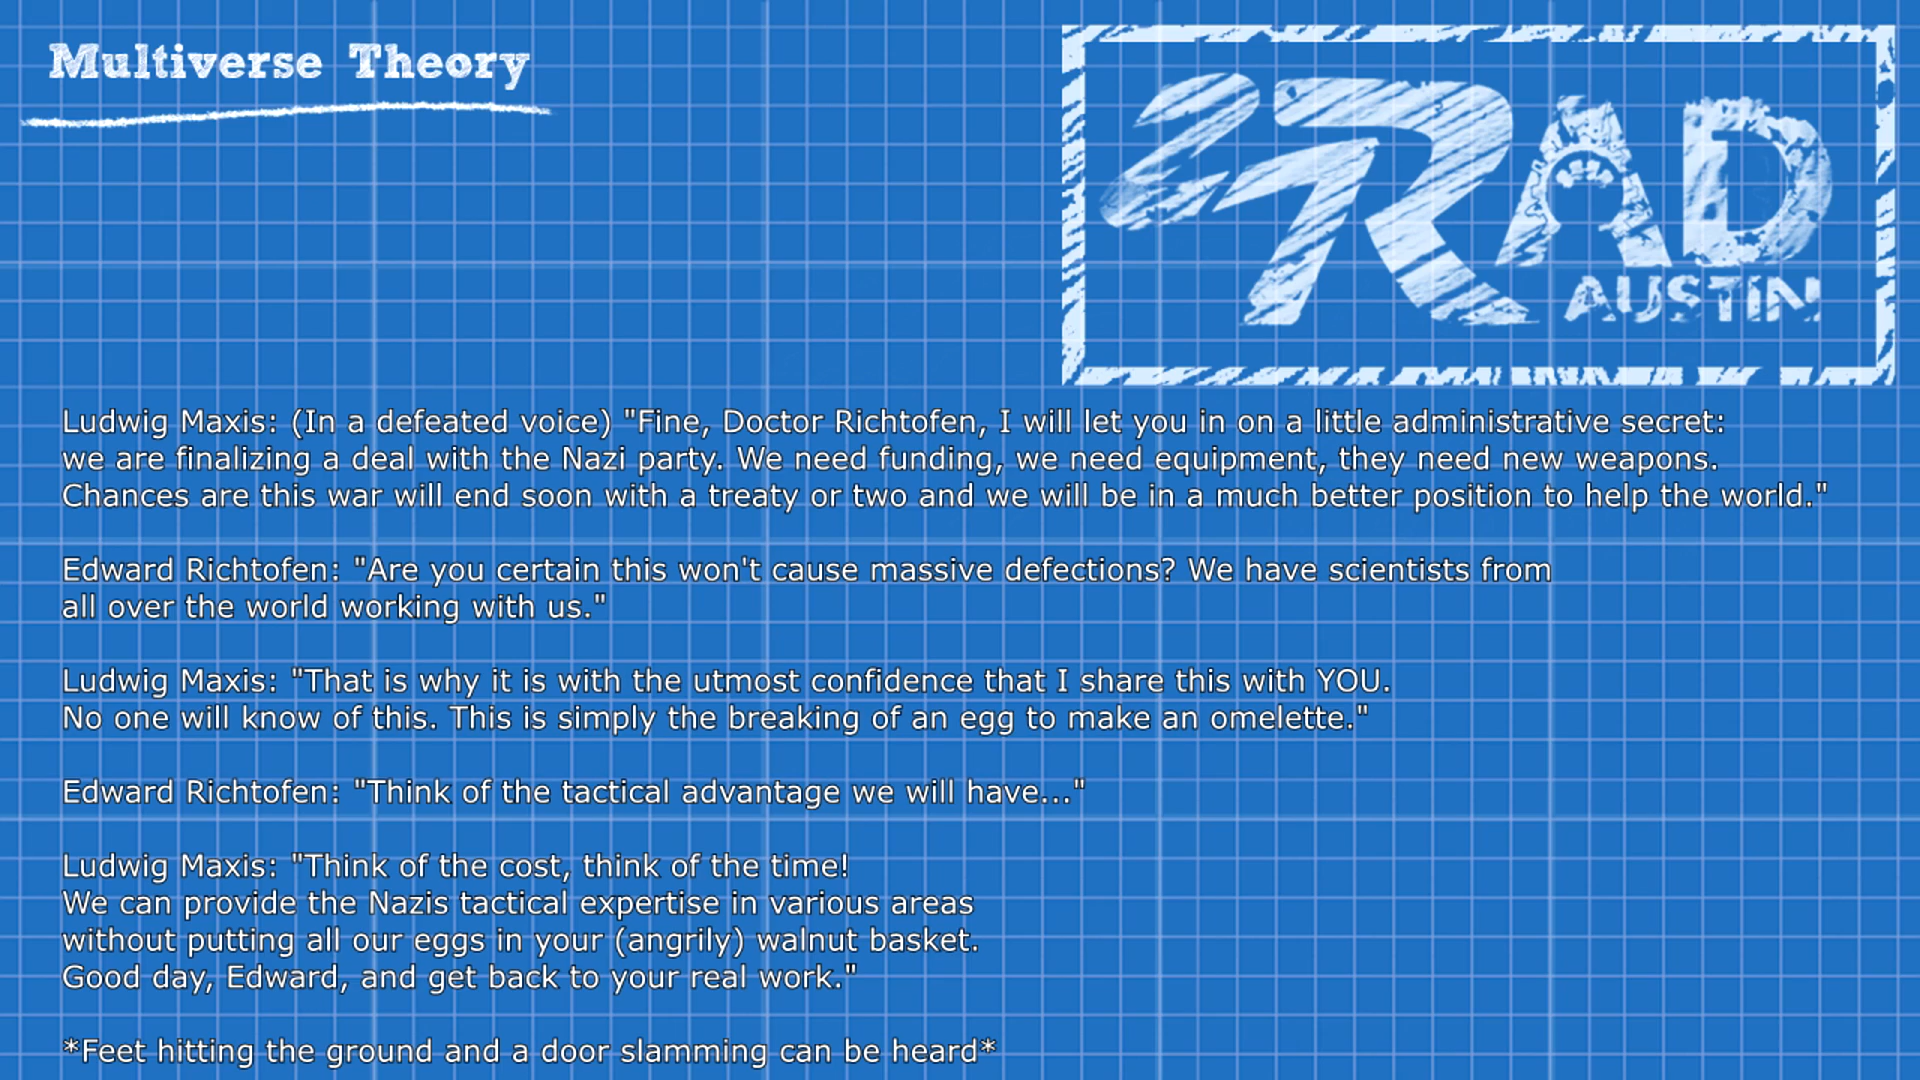 Multiverse Theory
RAD
AUSTIN
Ludwig Maxis: (In a defeated voice) "Fine, Doctor Richtofen, I will let you in on a little administrative secret:
we are finalizing a deal with the Nazi party. We need funding, we need equipment, they need new weapons.
Chances are this war will end soon with a treaty or two and we will be in a much better position to help the world."
Edward Richtofen: "Are you certain this won't cause massive defections? We have scientists from
all over the world working with us."
Ludwig Maxis: "That is why it is with the utmost confidence that I share this with YOU.
No one will know of this. This is simply the breaking of an egg to make an omelette."
Edward Richtofen: "Think of the tactical advantage we will have..."
Ludwig Maxis: "Think of the cost, think of the time!
We can provide the Nazis tactical expertise in various areas
without putting all our eggs in your (angrily) walnut basket.
Good day, Edward, and get back to your real work."
*Feet hitting the ground and a door slamming can be heard*